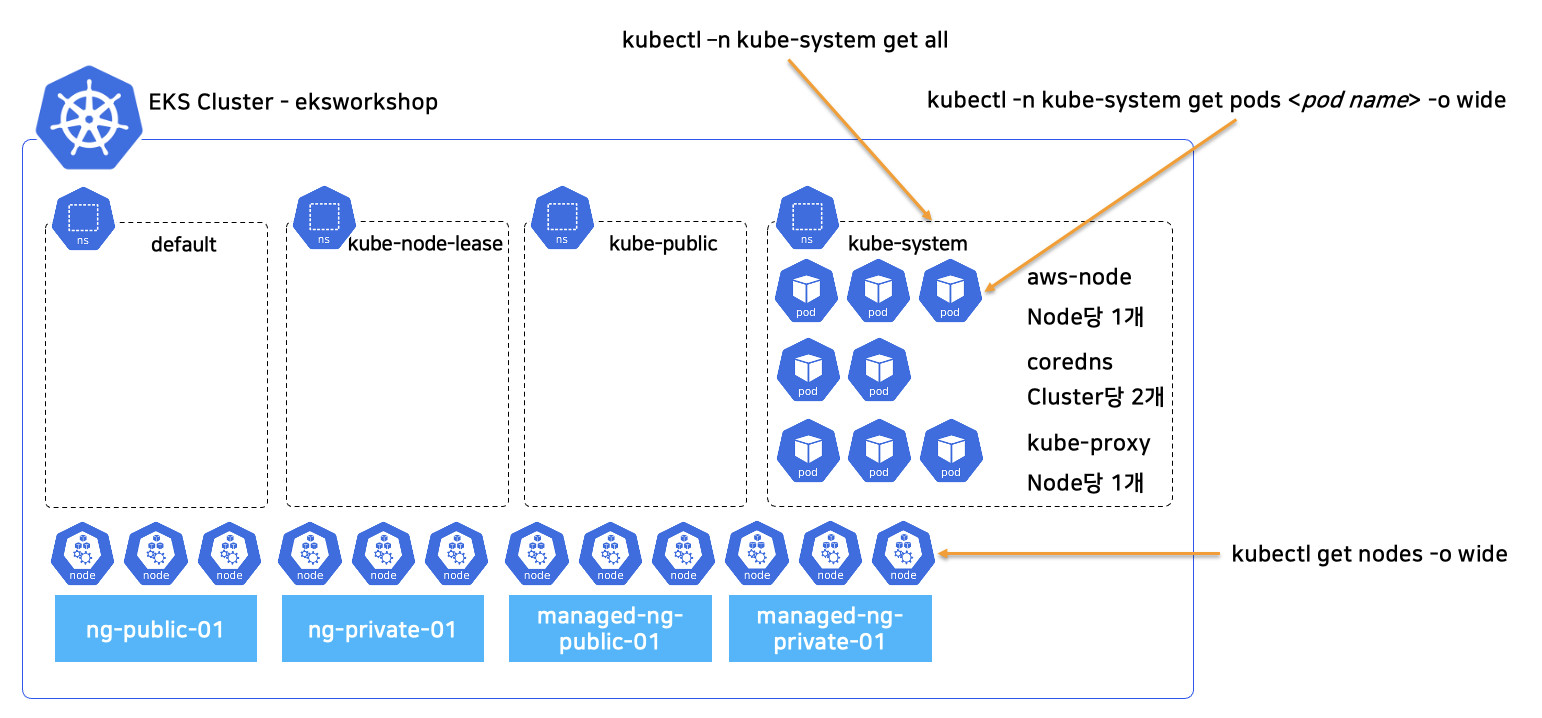 kubectl –n kube-system get all
kubectl -n kube-system get pods <pod name> -o wide
EKS Cluster - eksworkshop
ns
default
ns
kube-node-lease
ns
kube-public
ns
kube-system
pod
pod
pod
aws-node
Node당 1개
pod
pod
coredns
Cluster당 2개
pod
pod
pod
kube-proxy
Node당 1개
node
node
node
node
node
node
node
node
node
node
node
node
kubectl get nodes -o wide
ng-public-01
ng-private-01
managed-ng-
public-01
managed-ng-
private-01